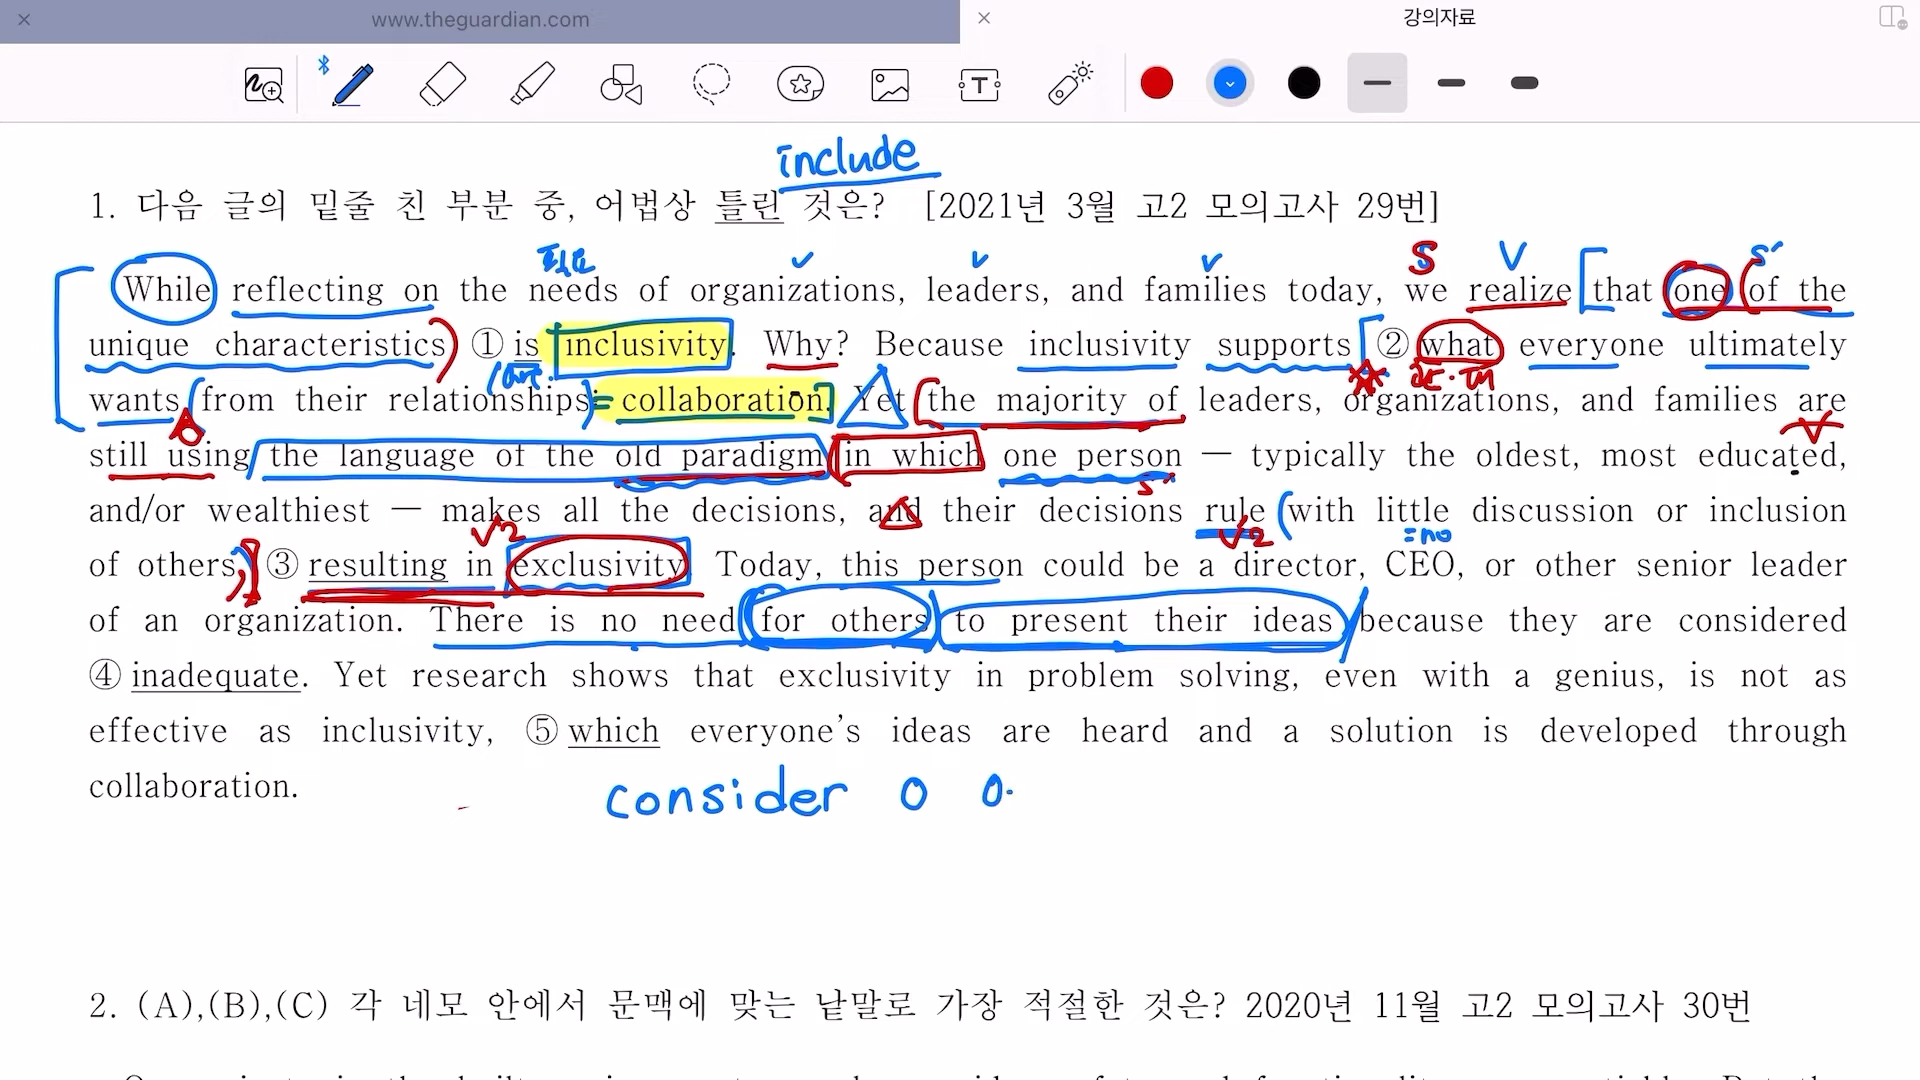 www.theguardian.com
강의자료
include
1. 다음 글의 밑줄 친 부분 중, 어법상 틀린 것은? [2021년 3월 고2 모의고사 29번]
필요 S V S'
While reflecting on the needs of organizations, leaders, and families today, we realize that one of the
unique characteristics ① is inclusivity. Why? Because inclusivity supports ② what everyone ultimately
wants from their relationships = collaboration. Yet the majority of leaders, organizations, and families are
still using the language of the old paradigm in which one person — typically the oldest, most educated,
and/or wealthiest — makes all the decisions, and their decisions rule with little discussion or inclusion
=no
of others, ③ resulting in exclusivity. Today, this person could be a director, CEO, or other senior leader
of an organization. There is no need for others to present their ideas because they are considered
④ inadequate. Yet research shows that exclusivity in problem solving, even with a genius, is not as
effective as inclusivity, ⑤ which everyone's ideas are heard and a solution is developed through
collaboration.
consider O O.
2. (A),(B),(C) 각 네모 안에서 문맥에 맞는 낱말로 가장 적절한 것은? 2020년 11월 고2 모의고사 30번